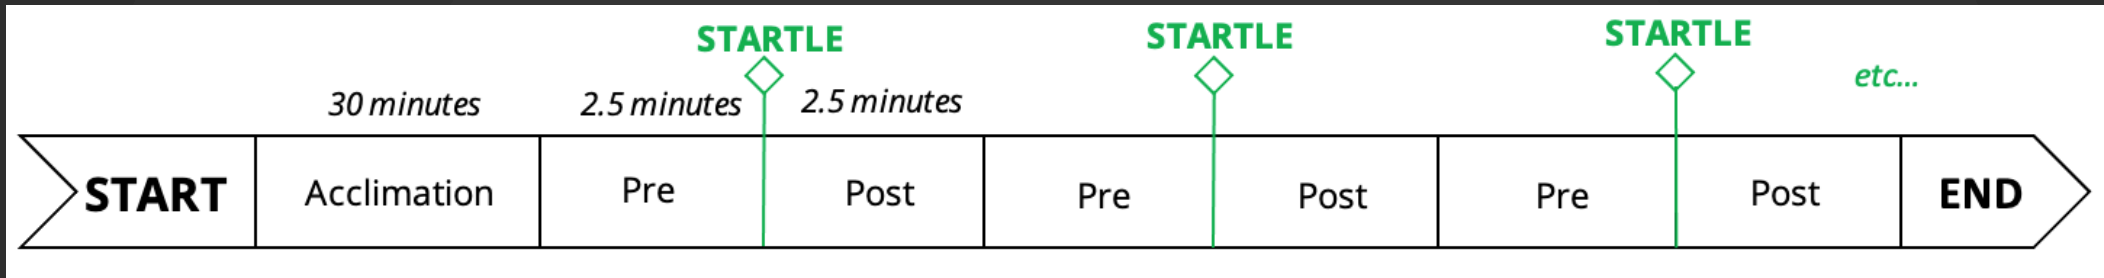 STARTLE
STARTLE
STARTLE
30 minutes
2.5 minutes
2.5 minutes
etc...
START
Acclimation
Pre
Post
Pre
Post
Pre
Post
END